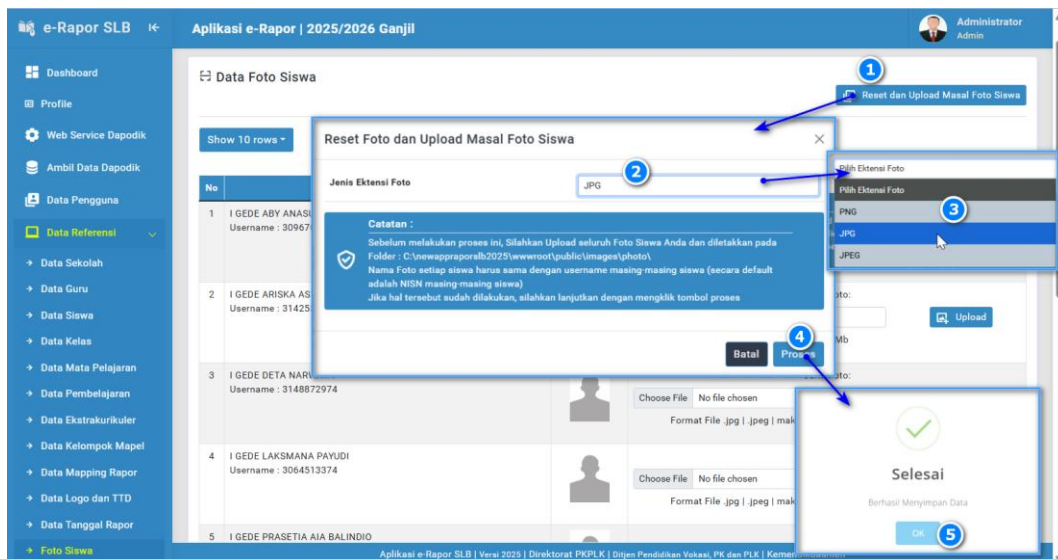 e-Rapor SLB
Aplikasi e-Rapor | 2025/2026 Ganjil
Administrator
Admin
Dashboard
Profile
Web Service Dapodik
Ambil Data Dapodik
Data Pengguna
Data Referensi
Data Sekolah
Data Guru
Data Siswa
Data Kelas
Data Mata Pelajaran
Data Pembelajaran
Data Ekstrakurikuler
Data Kelompok Mapel
Data Mapping Rapor
Data Logo dan TTD
Data Tanggal Rapor
Foto Siswa
Data Foto Siswa
1
Reset dan Upload Masal Foto Siswa
Show 10 rows
No
1 I GEDE ABY
Username : 3096
2 I GEDE ARISKA
Username : 3142
Upload
3 I GEDE DETA
Username : 3148872974
Choose File No file chosen
Format File .jpg | .jpeg |
4 I GEDE LAKSMANA PAYUDI
Username : 3064513374
Choose File No file chosen
Format File .jpg | .jpeg |
5 I GEDE PRASETIA AIA BALINDIO
Reset Foto dan Upload Masal Foto Siswa
Jenis Ektensi Foto
JPG
2
Catatan :
Sebelum melakukan proses ini, Silahkan Upload seluruh Foto Siswa Anda dan diletakkan pada
Folder : C:\newappraporslb2025\wwwroot\public\images\photo\
Nama Foto setiap siswa harus sama dengan username masing-masing siswa (secara default
adalah NISN masing-masing siswa)
Jika hal tersebut sudah dilakukan, silahkan lanjutkan dengan mengklik tombol proses
4
Batal
Proses
Pilih Ektensi Foto
Pilih Ektensi Foto
PNG
3
JPG
JPEG
Selesai
Berhasil Menyimpan Data
OK
5
Aplikasi e-Rapor SLB | Versi 2025 | Direktorat PKPLK | Ditjen Pendidikan Vokasi, PK dan PLK |